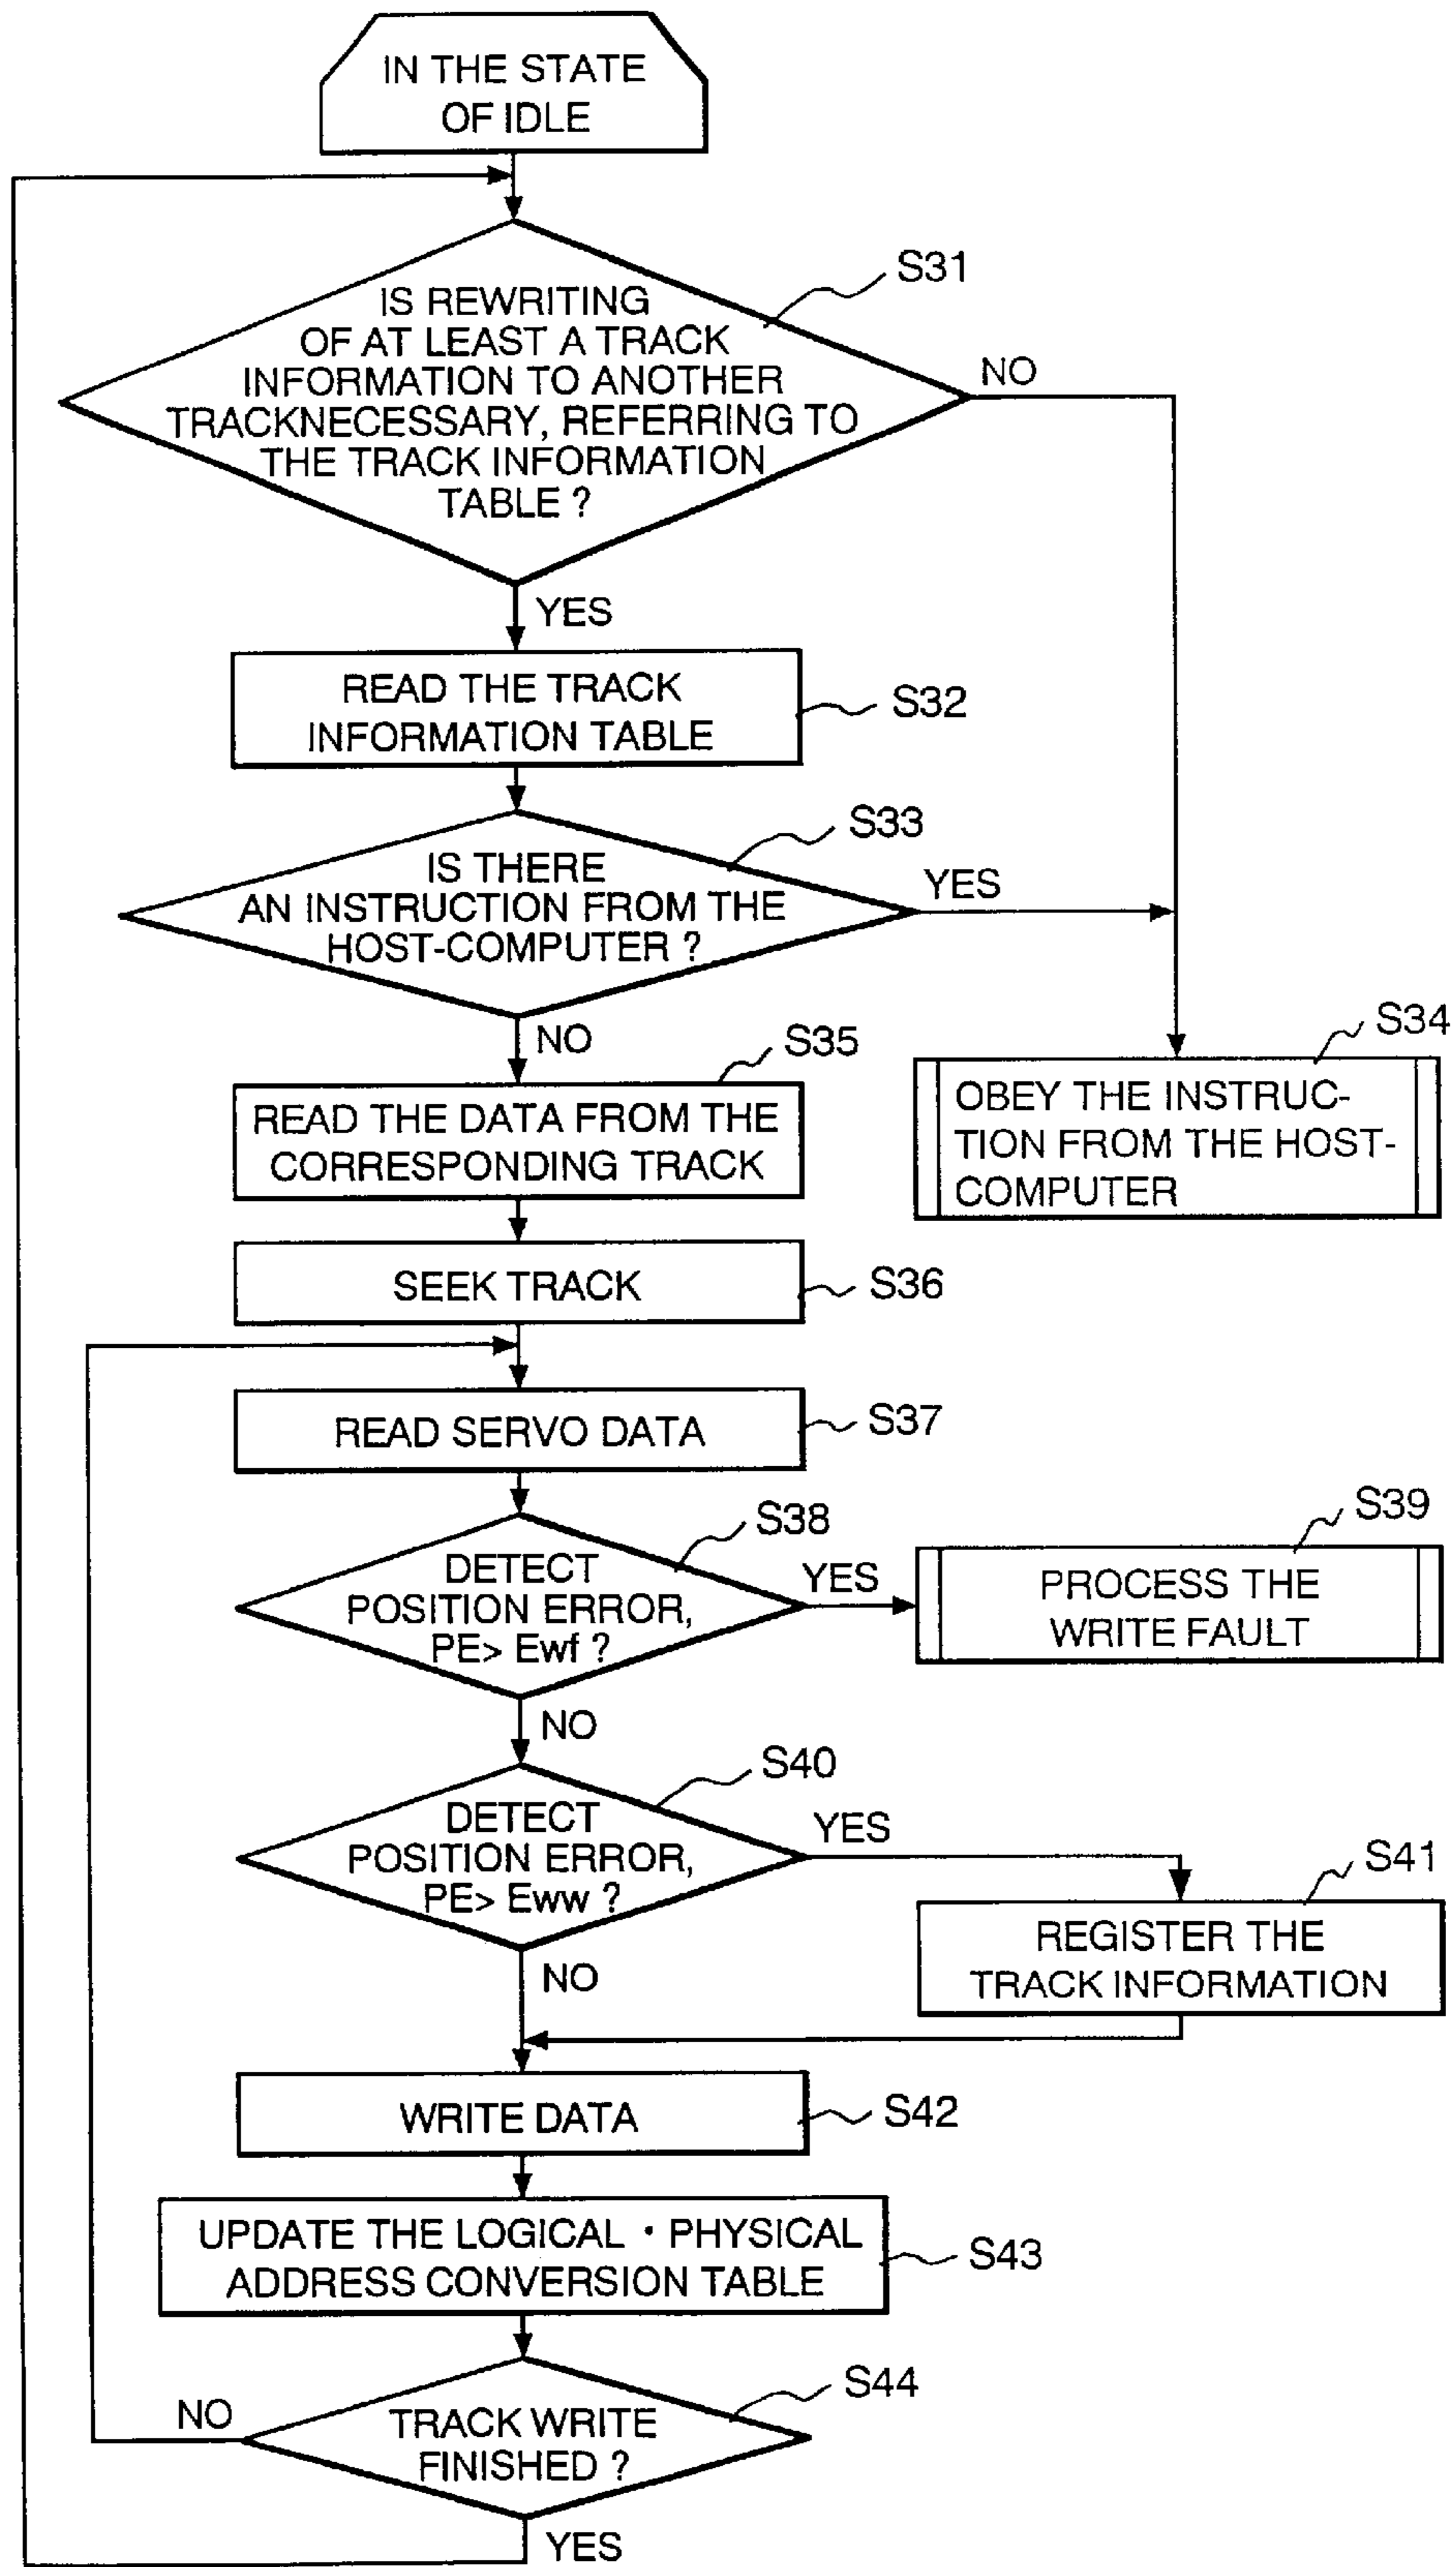 IN THE STATE
OF IDLE
S31
IS REWRITING
OF AT LEAST A TRACK
INFORMATION TO ANOTHER
TRACKNECESSARY, REFERRING TO
THE TRACK INFORMATION
TABLE ?
NO
YES
READ THE TRACK
INFORMATION TABLE
S32
S33
IS THERE
AN INSTRUCTION FROM THE
HOST-COMPUTER ?
YES
NO
S34
OBEY THE INSTRUC-
TION FROM THE HOST-
COMPUTER
S35
READ THE DATA FROM THE
CORRESPONDING TRACK
SEEK TRACK
S36
READ SERVO DATA
S37
S38
DETECT
POSITION ERROR,
PE> Ewf ?
YES
S39
PROCESS THE
WRITE FAULT
NO
S40
DETECT
POSITION ERROR,
PE> Eww ?
YES
S41
REGISTER THE
TRACK INFORMATION
NO
WRITE DATA
S42
UPDATE THE LOGICAL・PHYSICAL
ADDRESS CONVERSION TABLE
S43
S44
NO
TRACK WRITE
FINISHED ?
YES